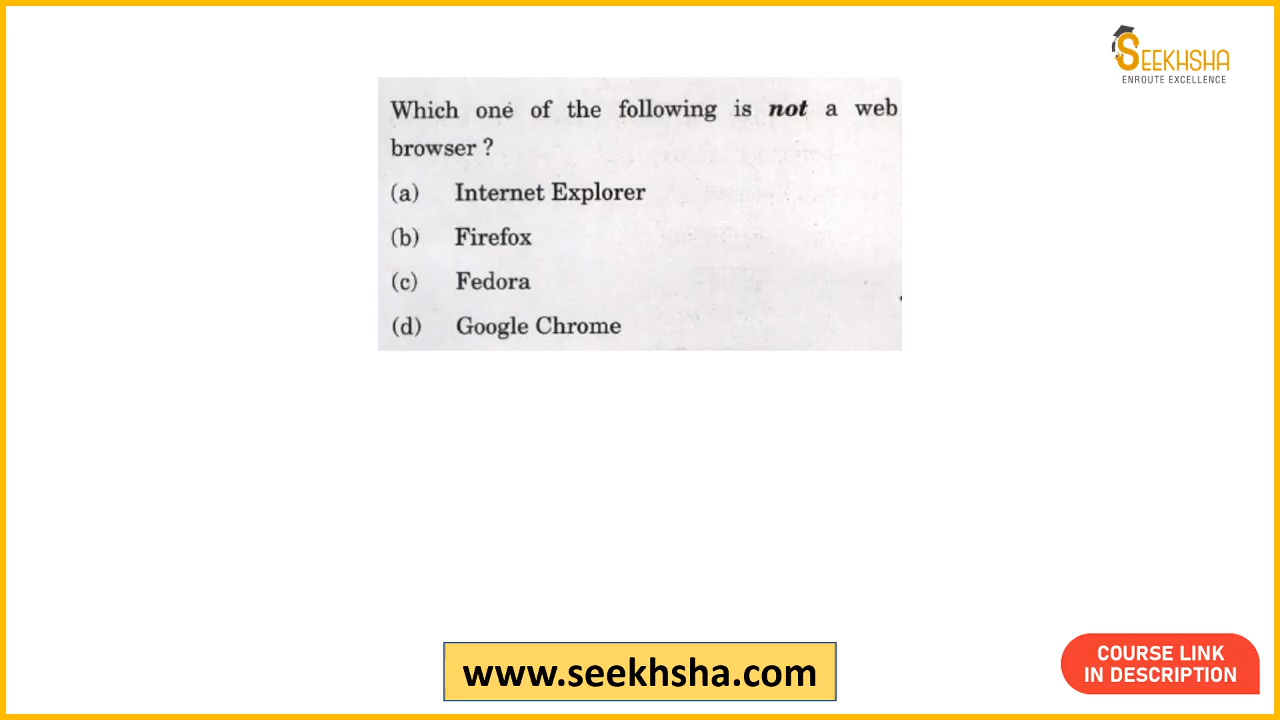 SEEKHSHA
ENROUTE EXCELLENCE
Which one of the following is not a web
browser ?
(a) Internet Explorer
(b) Firefox
(c) Fedora
(d) Google Chrome
www.seekhsha.com
COURSE LINK
IN DESCRIPTION